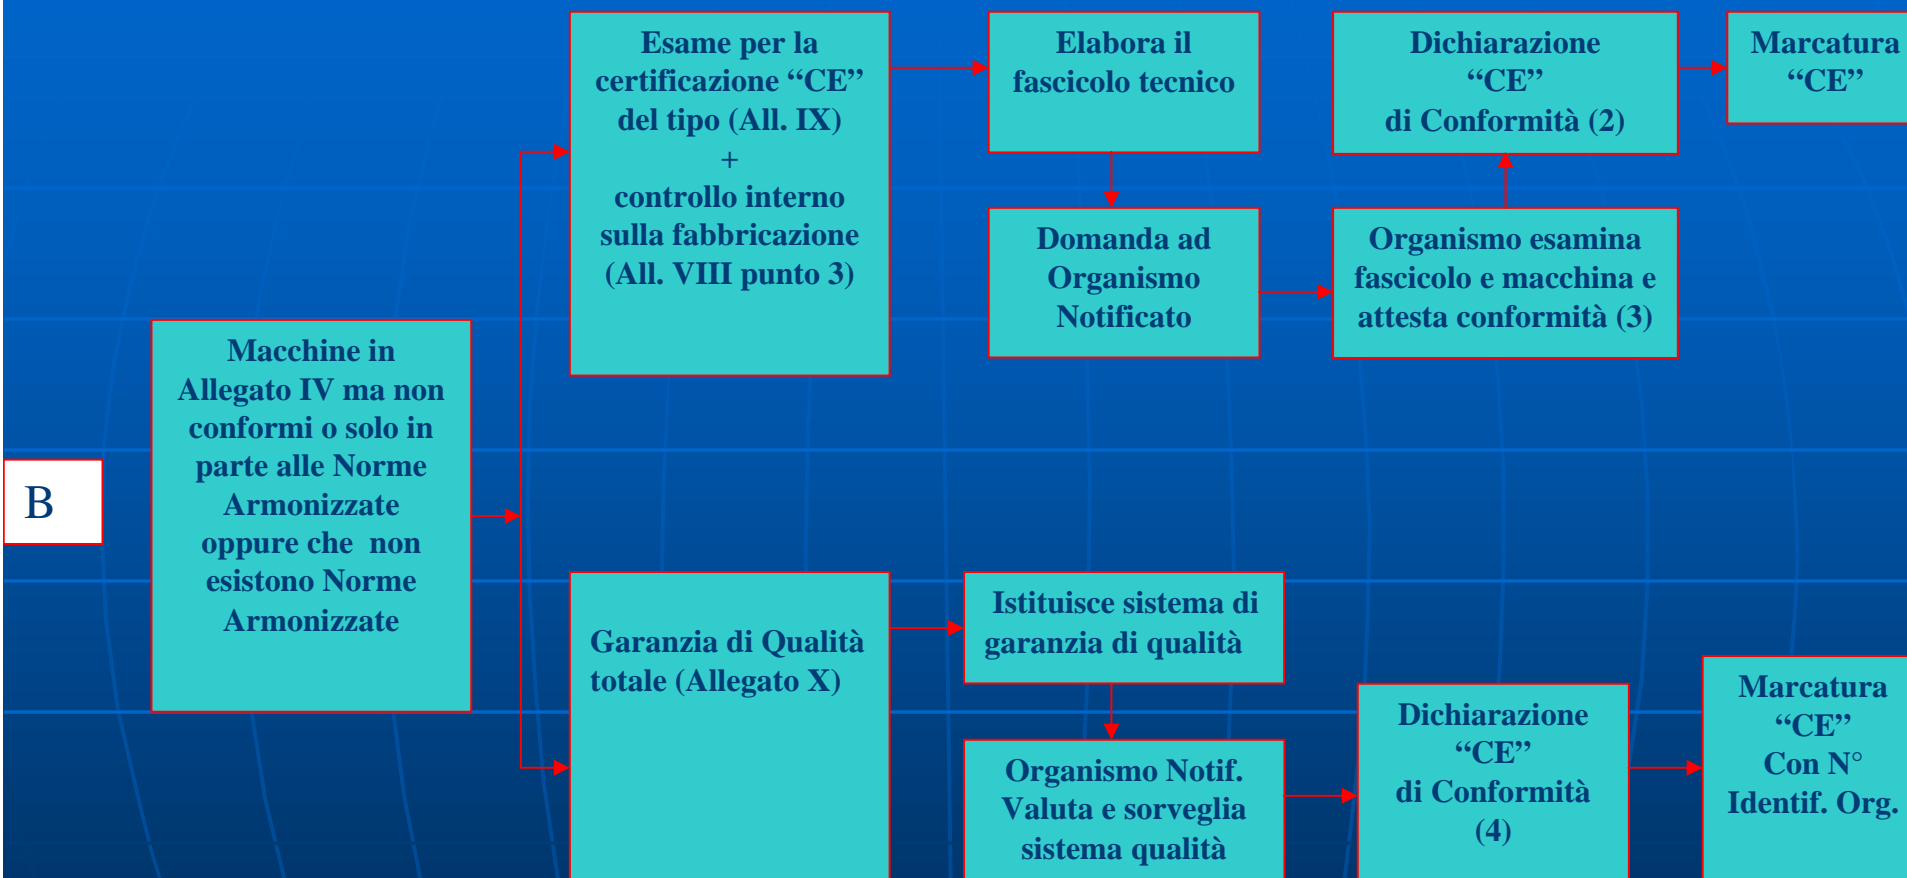 B
Macchine in
Allegato IV ma non
conformi o solo in
parte alle Norme
Armonizzate
oppure che non
esistono Norme
Armonizzate
Esame per la
certificazione “CE”
del tipo (All. IX)
+
controllo interno
sulla fabbricazione
(All. VIII punto 3)
Elabora il
fascicolo tecnico
Domanda ad
Organismo
Notificato
Organismo esamina
fascicolo e macchina e
attesta conformità (3)
Dichiarazione
“CE”
di Conformità (2)
Marcatura
“CE”
Garanzia di Qualità
totale (Allegato X)
Istituisce sistema di
garanzia di qualità
Organismo Notif.
Valuta e sorveglia
sistema qualità
Dichiarazione
“CE”
di Conformità
(4)
Marcatura
“CE”
Con N°
Identif. Org.